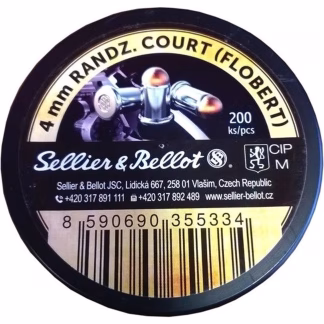 4 mm RANDZ. COURT (FLOBERT)
200
ks/pcs
Sellier & Bellot S&B®.
CIP
M
Sellier & Bellot JSC, Lidická 667, 258 01 Vlašim, Czech Republic
+420 317 891 111 +420 317 892 489 www.sellier-bellot.cz
8 590690 355334